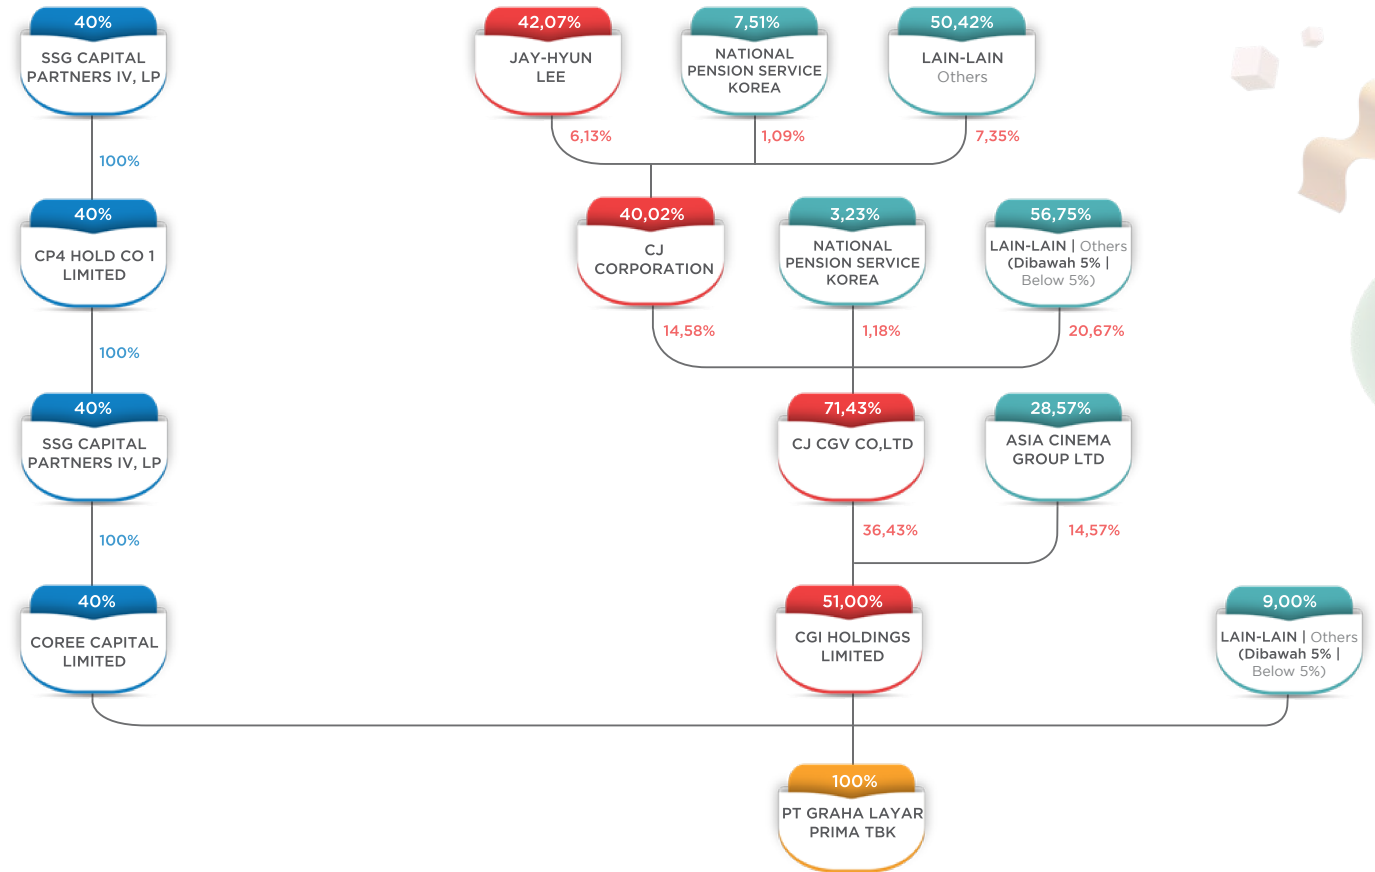 40%
SSG CAPITAL
PARTNERS IV, LP
42,07%
JAY-HYUN
LEE
7,51%
NATIONAL
PENSION SERVICE
KOREA
50,42%
LAIN-LAIN
Others
100%
6,13%
1,09%
7,35%
40%
CP4 HOLD CO 1
LIMITED
40,02%
CJ
CORPORATION
3,23%
NATIONAL
PENSION SERVICE
KOREA
56,75%
LAIN-LAIN | Others
(Dibawah 5% |
Below 5%)
100%
14,58%
1,18%
20,67%
40%
SSG CAPITAL
PARTNERS IV, LP
71,43%
CJ CGV CO,LTD
28,57%
ASIA CINEMA
GROUP LTD
100%
36,43%
14,57%
40%
COREE CAPITAL
LIMITED
51,00%
CGI HOLDINGS
LIMITED
9,00%
LAIN-LAIN | Others
(Dibawah 5% |
Below 5%)
100%
PT GRAHA LAYAR
PRIMA TBK